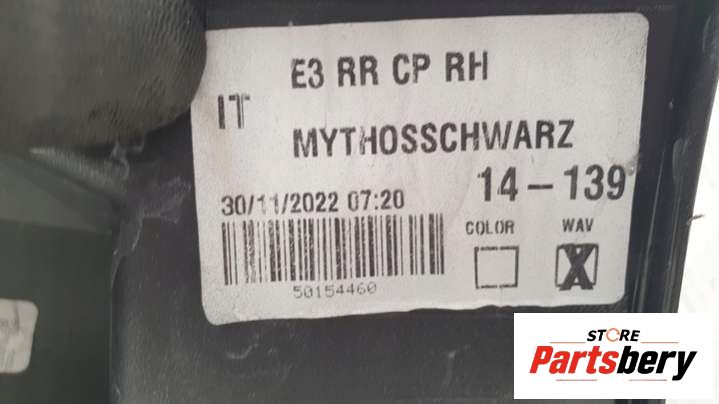 E3 RR CP RH
IT
MYTHOSSCHWARZ
14-139
30/11/2022 07:20
COLOR
WAV
X
50154460
STORE
Partsbery